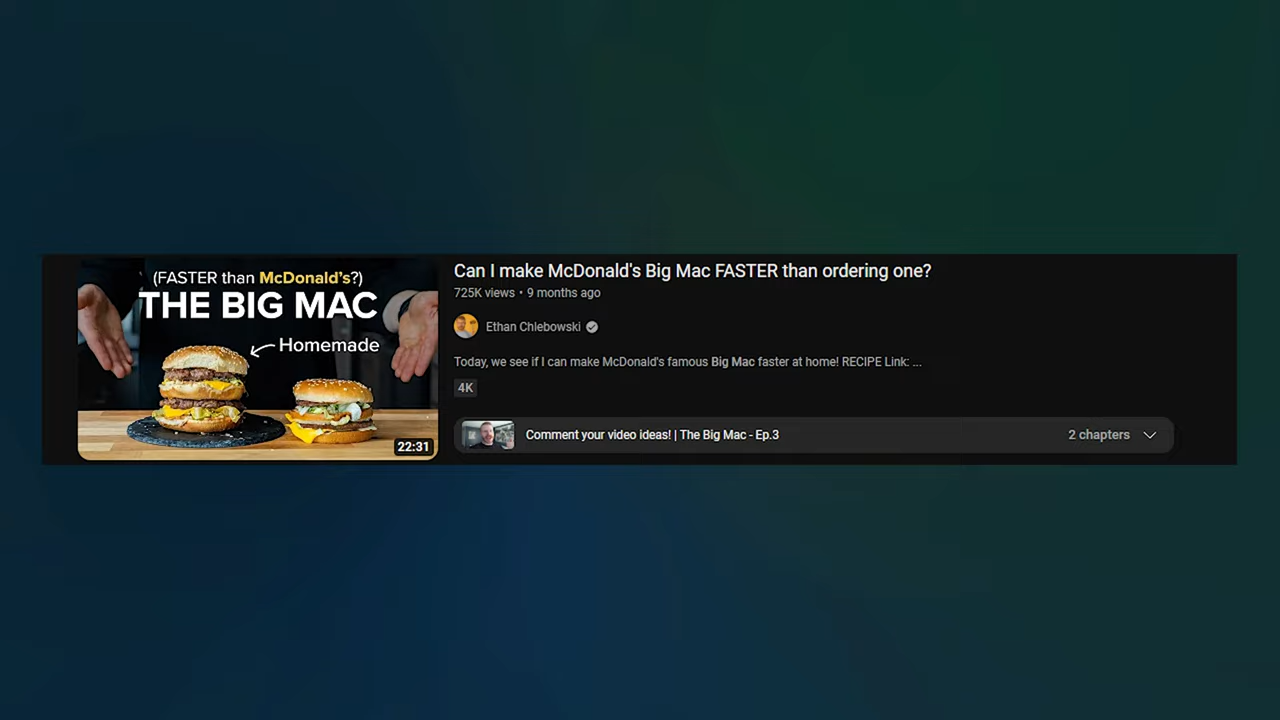 (FASTER than McDonald's?)
THE BIG MAC
Homemade
22:31
Can I make McDonald's Big Mac FASTER than ordering one?
725K views • 9 months ago
Ethan Chlebowski
Today, we see if I can make McDonald's famous Big Mac faster at home! RECIPE Link: ...
4K
Comment your video ideas! | The Big Mac - Ep.3
2 chapters